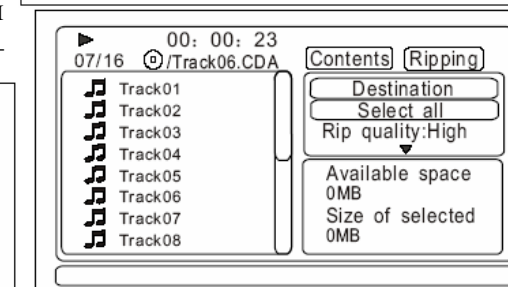 00: 00: 23
07/16 /Track06.CDA
Contents Ripping
Track01
Track02
Track03
Track04
Track05
Track06
Track07
Track08
Destination
Select all
Rip quality:High
Available space
0MB
Size of selected
0MB